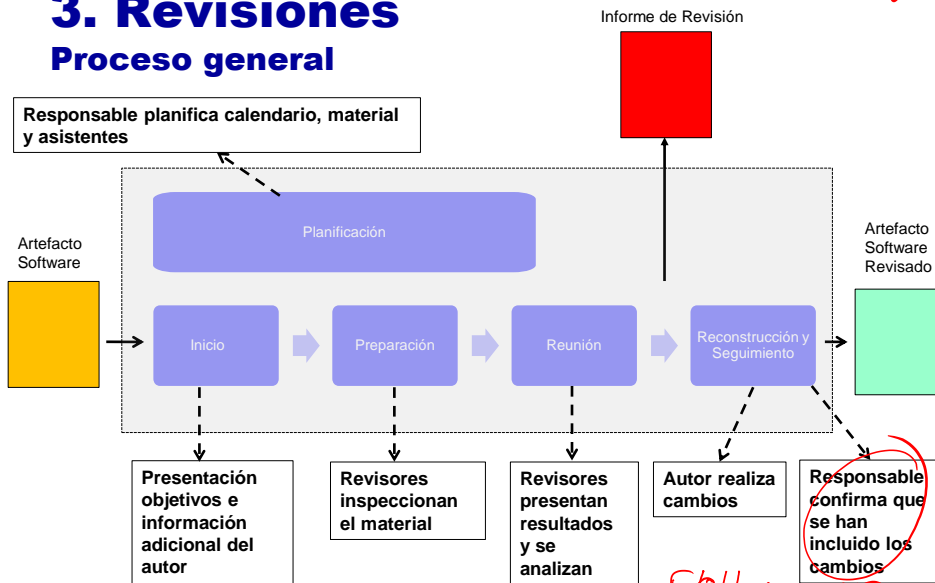 3. Revisiones
Proceso general
Informe de Revisión
Responsable planifica calendario, material
y asistentes
Planificación
Artefacto
Software
Artefacto
Software
Revisado
Inicio
Preparación
Reunión
Reconstrucción y
Seguimiento
Presentación
objetivos e
información
adicional del
autor
Revisores
inspeccionan
el material
Revisores
presentan
resultados
y se
analizan
Autor realiza
cambios
Responsable
confirma que
se han
incluido los
cambios